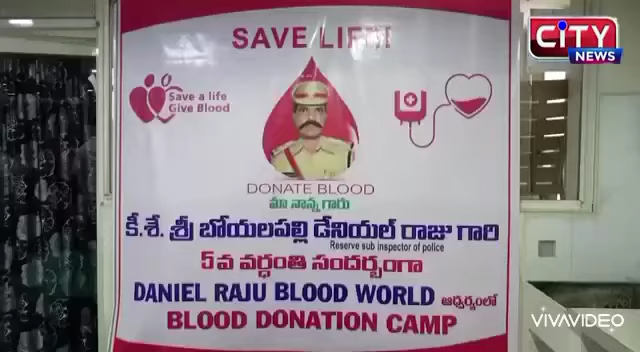 SAVE LIFE!
CiTY
NEWS
Save a life
Give Blood
DONATE BLOOD
మా నాన్న గారు
కీ.శే. శ్రీ బోయలపల్లి డేనియల్ రాజు గారి
Reserve sub inspector of police
5వ వర్ధంతి సందర్భంగా
DANIEL RAJU BLOOD WORLD ఆధ్వర్యంలో
BLOOD DONATION CAMP
VIVAVIDEO